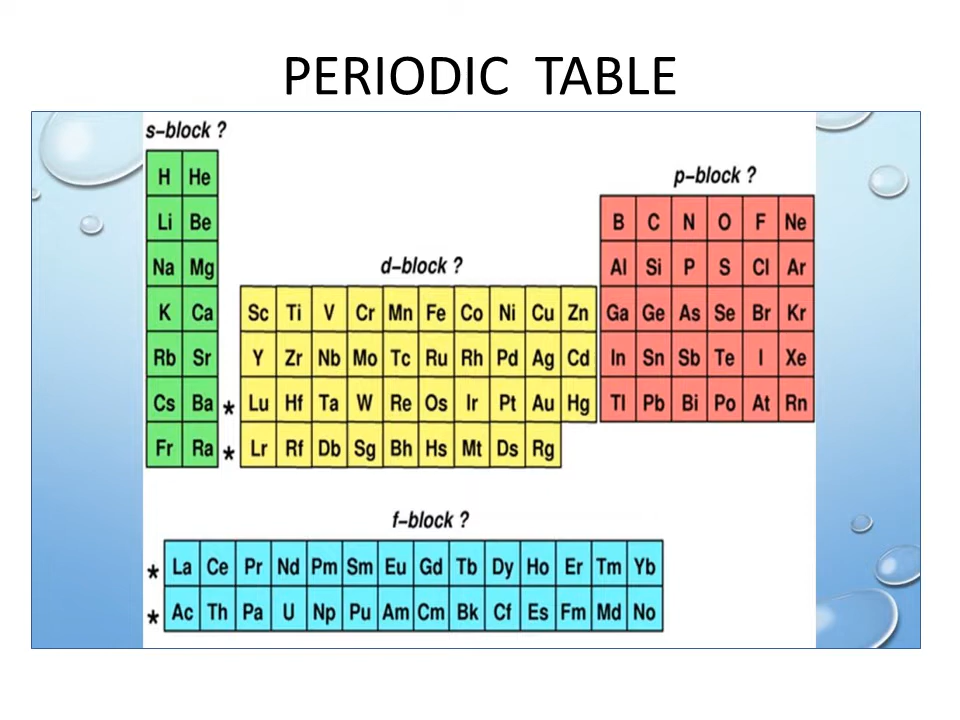 PERIODIC TABLE
s-block ?
H He
p-block ?
Li Be B C N O F Ne
Na Mg Al Si P S Cl Ar
d-block ?
K Ca Sc Ti V Cr Mn Fe Co Ni Cu Zn Ga Ge As Se Br Kr
Rb Sr Y Zr Nb Mo Tc Ru Rh Pd Ag Cd In Sn Sb Te I Xe
Cs Ba * Lu Hf Ta W Re Os Ir Pt Au Hg Tl Pb Bi Po At Rn
Fr Ra * Lr Rf Db Sg Bh Hs Mt Ds Rg
f-block ?
* La Ce Pr Nd Pm Sm Eu Gd Tb Dy Ho Er Tm Yb
* Ac Th Pa U Np Pu Am Cm Bk Cf Es Fm Md No